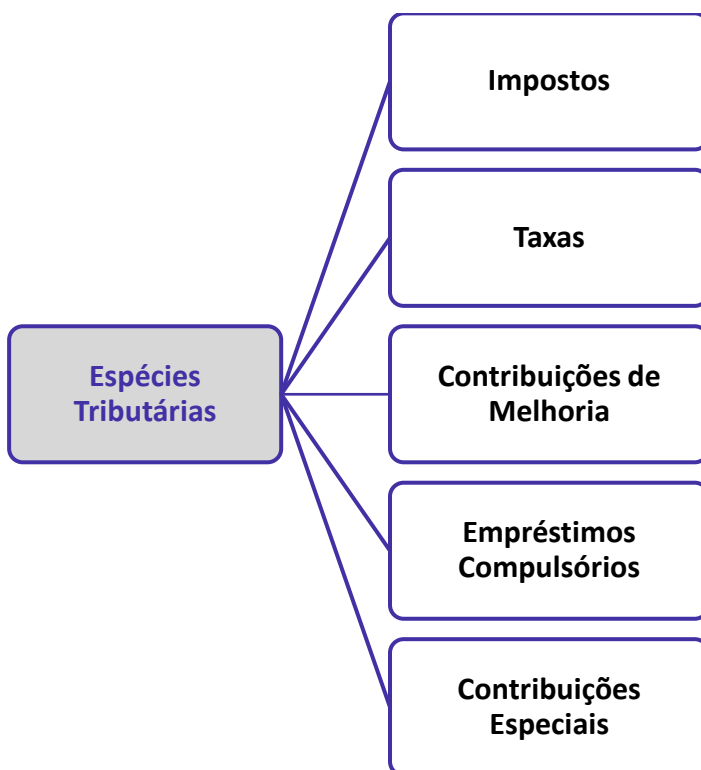 Impostos
Taxas
Espécies
Tributárias
Contribuições de
Melhoria
Empréstimos
Compulsórios
Contribuições
Especiais